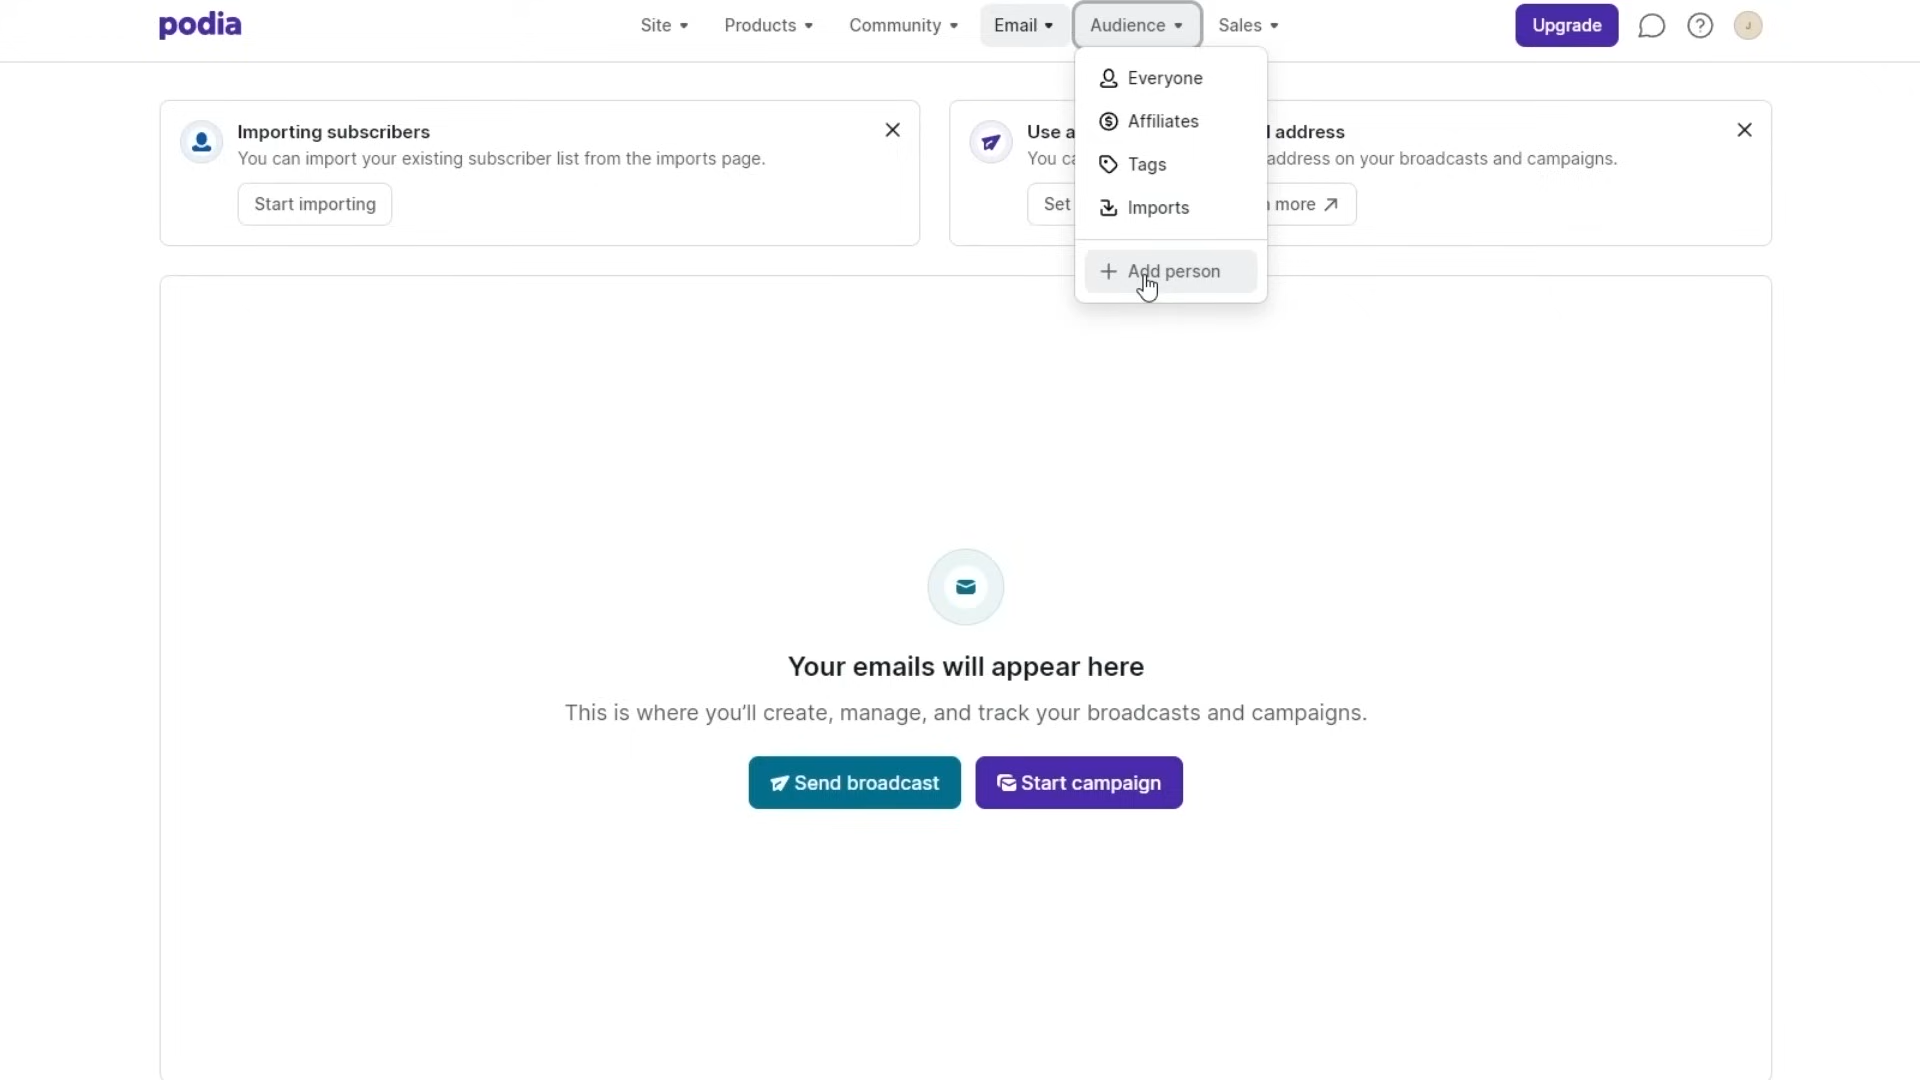 podia
Site
Products
Community
Email
Audience
Sales
Upgrade
J
Everyone
Affiliates
Tags
Imports
Add person
Importing subscribers
You can import your existing subscriber list from the imports page.
Start importing
Use a
address
You ca
address on your broadcasts and campaigns.
Set
more
Your emails will appear here
This is where you'll create, manage, and track your broadcasts and campaigns.
Send broadcast
Start campaign